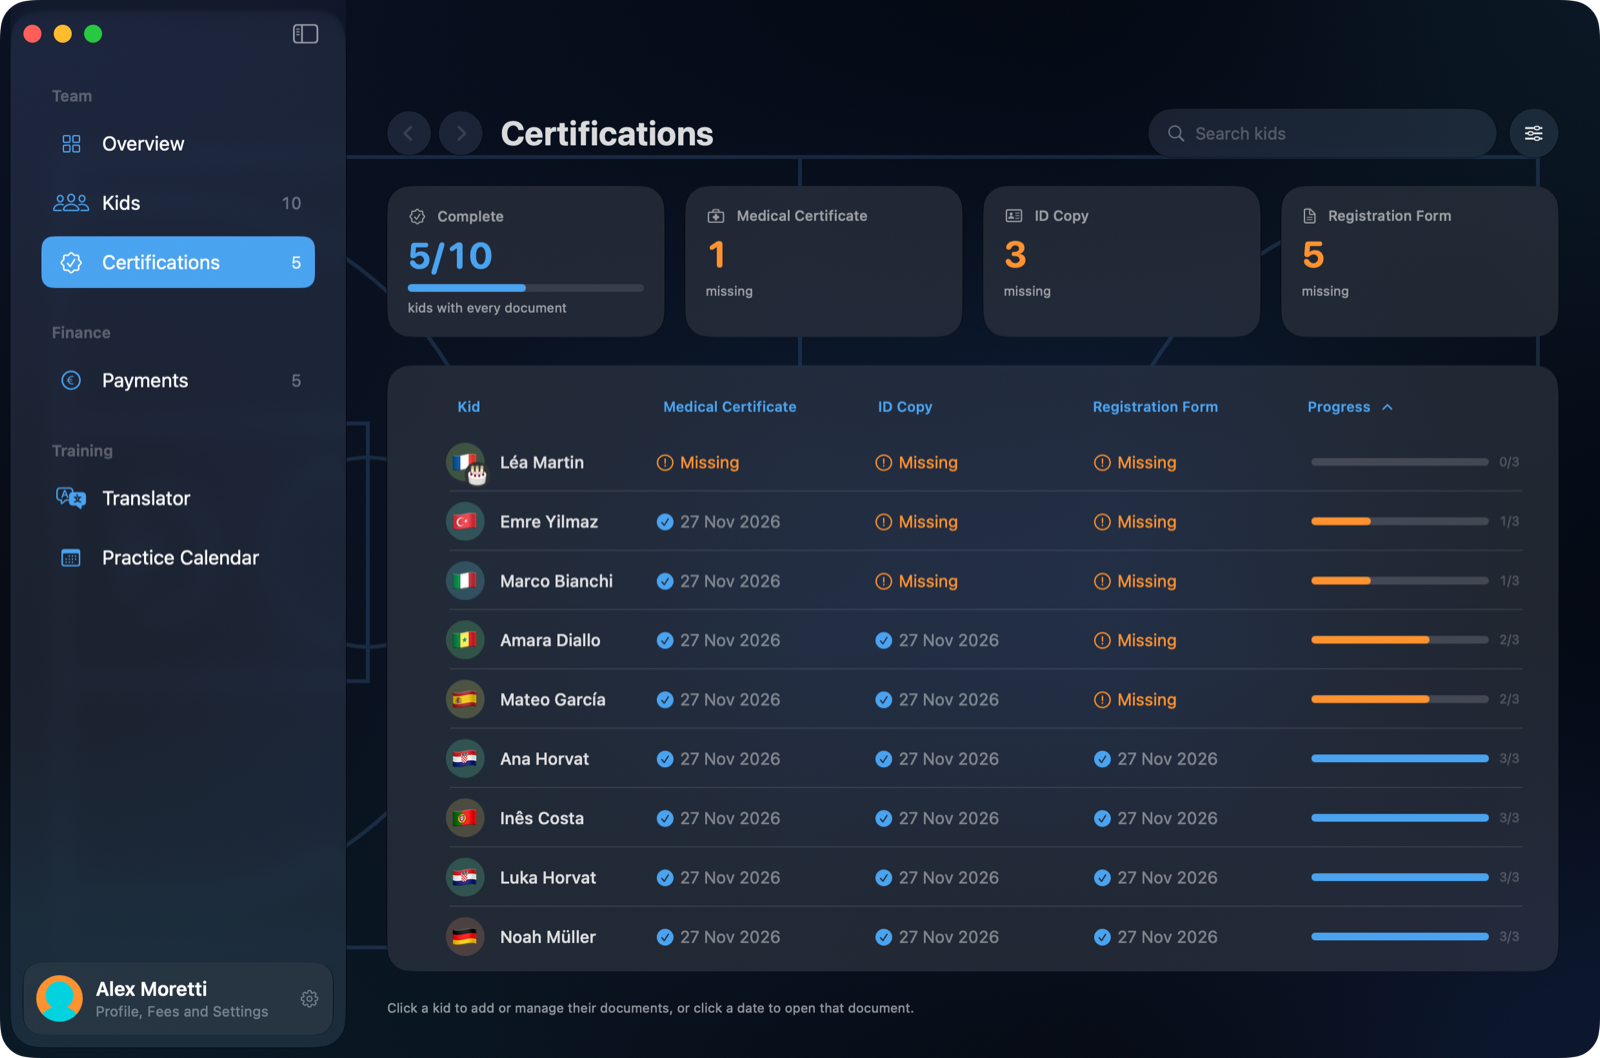 Team
Overview
Kids 10
Certifications 5
Finance
Payments 5
Training
Translator
Practice Calendar
Alex Moretti
Profile, Fees and Settings
Certifications
Search kids
Complete
5/10
kids with every document
Medical Certificate
1
missing
ID Copy
3
missing
Registration Form
5
missing
Kid Medical Certificate ID Copy Registration Form Progress
Léa Martin Missing Missing Missing 0/3
Emre Yilmaz 27 Nov 2026 Missing Missing 1/3
Marco Bianchi 27 Nov 2026 Missing Missing 1/3
Amara Diallo 27 Nov 2026 27 Nov 2026 Missing 2/3
Mateo García 27 Nov 2026 27 Nov 2026 Missing 2/3
Ana Horvat 27 Nov 2026 27 Nov 2026 27 Nov 2026 3/3
Inês Costa 27 Nov 2026 27 Nov 2026 27 Nov 2026 3/3
Luka Horvat 27 Nov 2026 27 Nov 2026 27 Nov 2026 3/3
Noah Müller 27 Nov 2026 27 Nov 2026 27 Nov 2026 3/3
Click a kid to add or manage their documents, or click a date to open that document.